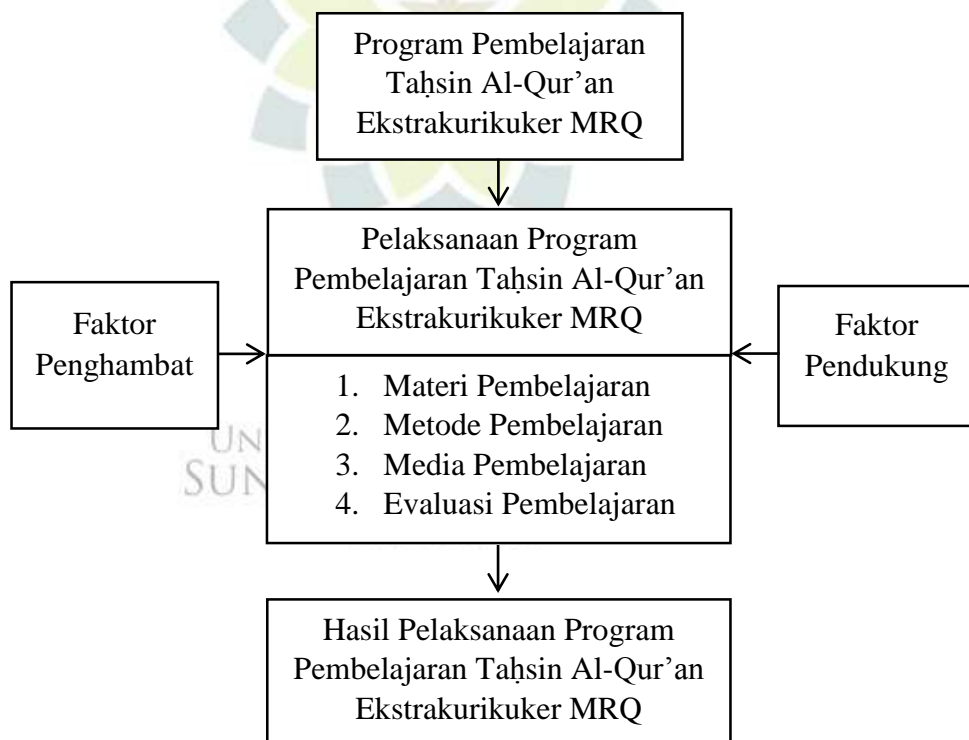 Program Pembelajaran
Taḥsin Al-Qur’an
Ekstrakurikuker MRQ
Pelaksanaan Program
Pembelajaran Taḥsin Al-Qur’an
Ekstrakurikuker MRQ
Faktor
Penghambat
Faktor
Pendukung
1. Materi Pembelajaran
2. Metode Pembelajaran
3. Media Pembelajaran
4. Evaluasi Pembelajaran
UN
SUN
Hasil Pelaksanaan Program
Pembelajaran Taḥsin Al-Qur’an
Ekstrakurikuker MRQ